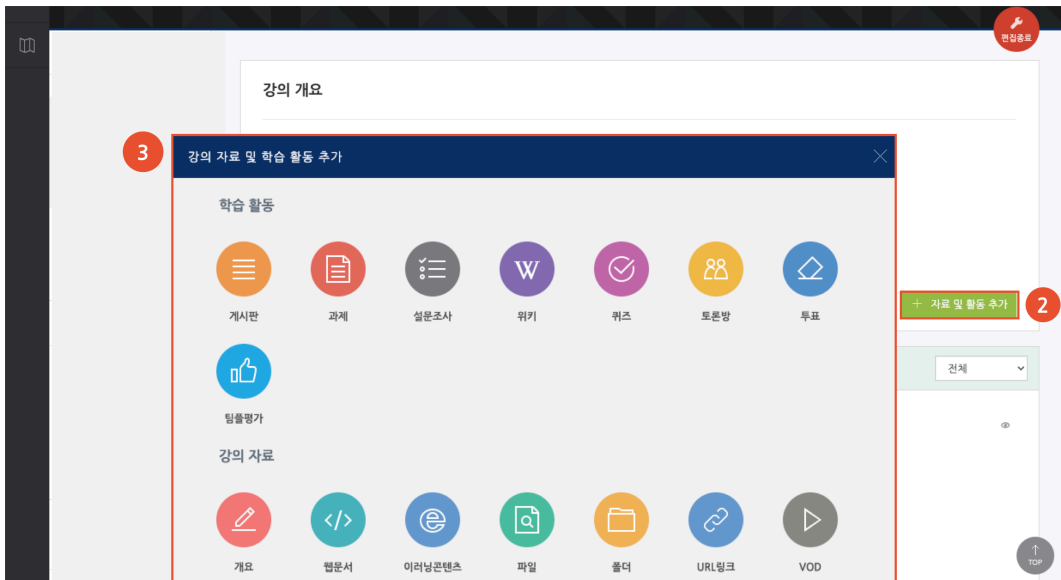 편집종료
강의 개요
3
강의 자료 및 학습 활동 추가
학습 활동
게시판 과제 설문조사 위키 퀴즈 토론방 투표
+ 자료 및 활동 추가 2
전체
팀플평가
강의 자료
개요 웹문서 이러닝콘텐츠 파일 폴더 URL링크 VOD
TOP